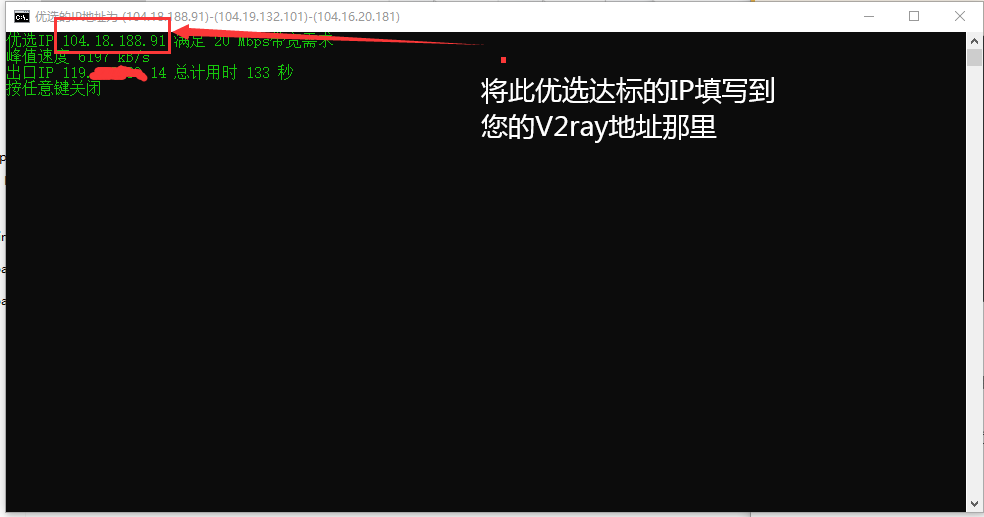 优选的IP地址为 (104.18.188.91)-(104.19.132.101)-(104.16.20.181)
优选IP 104.18.188.91 满足 20 Mbps带宽需求
峰值速度 6197 kB/s
出口IP 119. 14 总计用时 133 秒
按任意键关闭
将此优选达标的IP填写到
您的V2ray地址那里